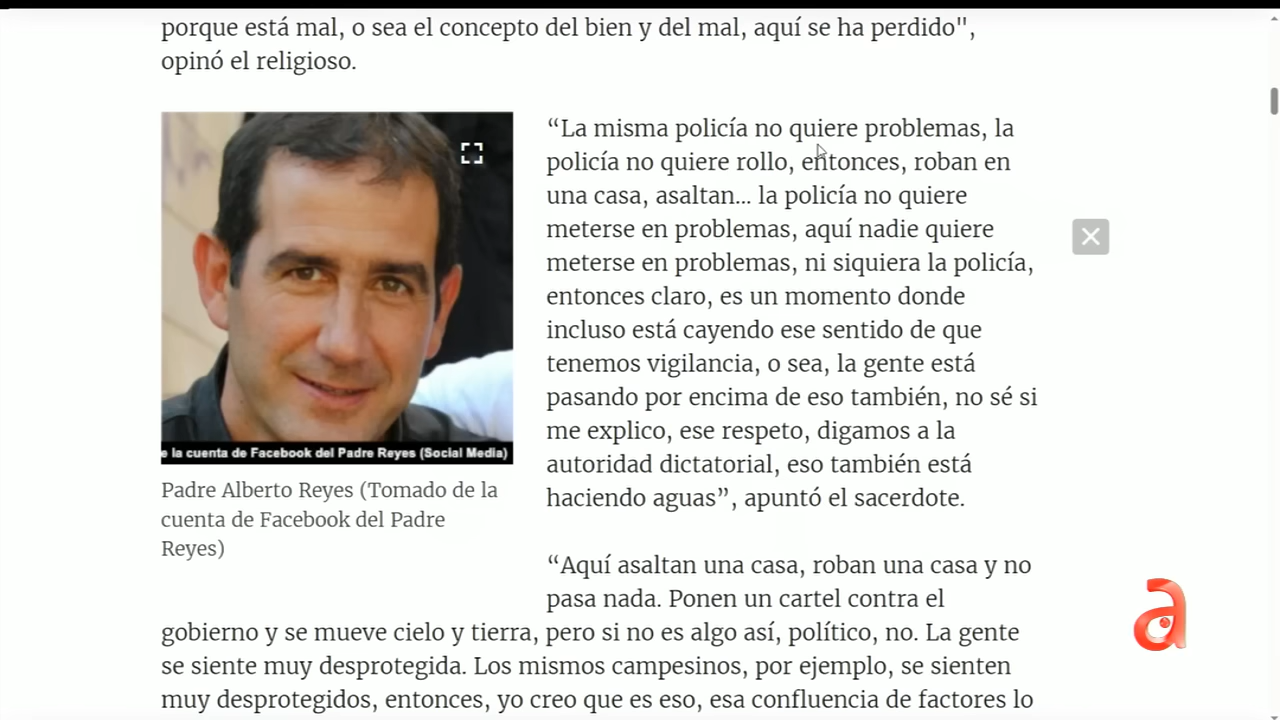 porque está mal, o sea el concepto del bien y del mal, aquí se ha perdido",
opinó el religioso.
e la cuenta de Facebook del Padre Reyes (Social Media)
Padre Alberto Reyes (Tomado de la
cuenta de Facebook del Padre
Reyes)
“La misma policía no quiere problemas, la
policía no quiere rollo, entonces, roban en
una casa, asaltan... la policía no quiere
meterse en problemas, aquí nadie quiere
meterse en problemas, ni siquiera la policía,
entonces claro, es un momento donde
incluso está cayendo ese sentido de que
tenemos vigilancia, o sea, la gente está
pasando por encima de eso también, no sé si
me explico, ese respeto, digamos a la
autoridad dictatorial, eso también está
haciendo aguas”, apuntó el sacerdote.
“Aquí asaltan una casa, roban una casa y no
pasa nada. Ponen un cartel contra el
gobierno y se mueve cielo y tierra, pero si no es algo así, político, no. La gente
se siente muy desprotegida. Los mismos campesinos, por ejemplo, se sienten
muy desprotegidos, entonces, yo creo que es eso, esa confluencia de factores lo
a